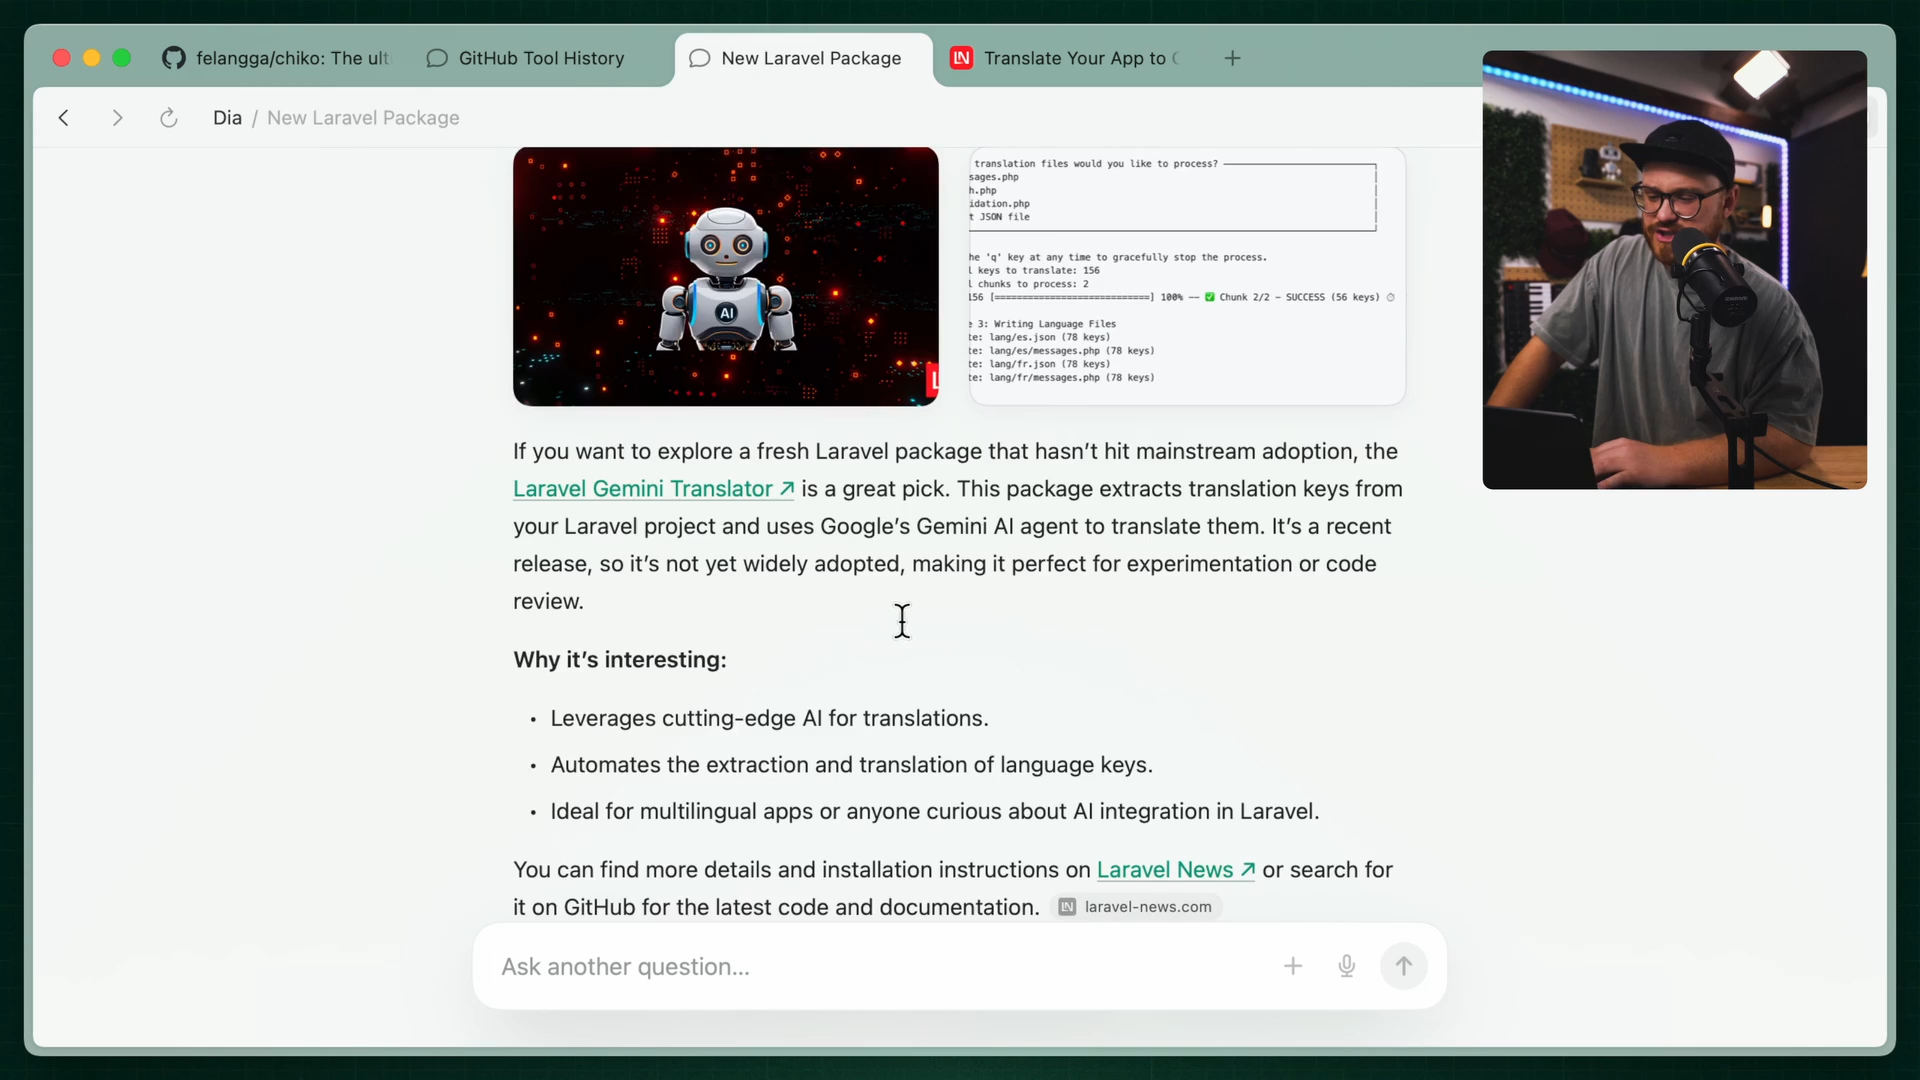 felangga/chiko: The ult
GitHub Tool History
New Laravel Package
LN Translate Your App to
Dia / New Laravel Package
AI
translation files would you like to process?
sages.php
h.php
idation.php
t JSON file
he 'q' key at any time to gracefully stop the process.
l keys to translate: 156
l chunks to process: 2
156 [============================] 100% -- ✅ Chunk 2/2 - SUCCESS (56 keys)
e 3: Writing Language Files
te: lang/es.json (78 keys)
te: lang/es/messages.php (78 keys)
te: lang/fr.json (78 keys)
te: lang/fr/messages.php (78 keys)
If you want to explore a fresh Laravel package that hasn’t hit mainstream adoption, the
Laravel Gemini Translator ↗ is a great pick. This package extracts translation keys from
your Laravel project and uses Google’s Gemini AI agent to translate them. It’s a recent
release, so it’s not yet widely adopted, making it perfect for experimentation or code
review.
Why it’s interesting:
• Leverages cutting-edge AI for translations.
• Automates the extraction and translation of language keys.
• Ideal for multilingual apps or anyone curious about AI integration in Laravel.
You can find more details and installation instructions on Laravel News ↗ or search for
it on GitHub for the latest code and documentation. LN laravel-news.com
Ask another question...